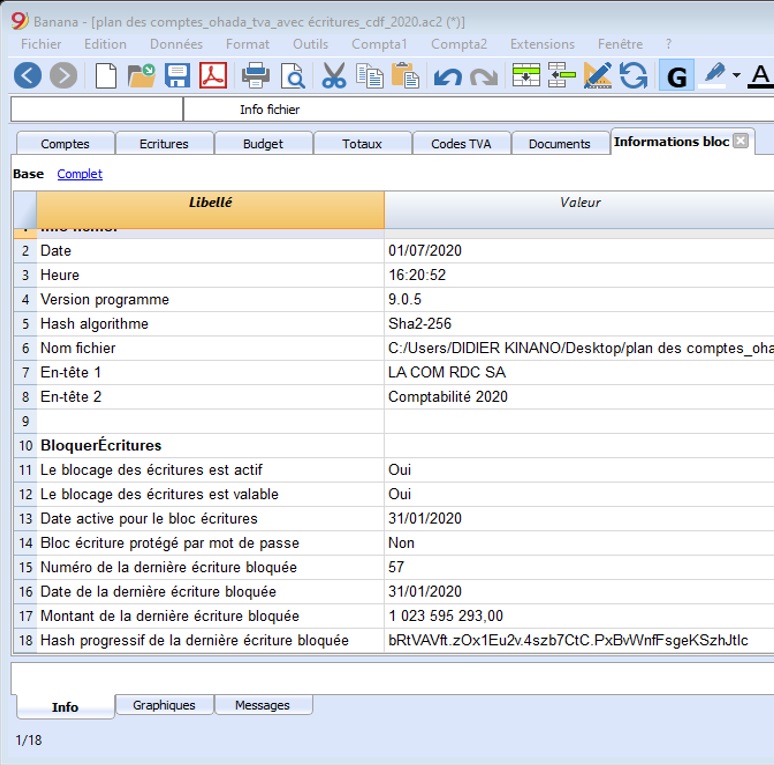 Banana - [plan des comptes_ohada_tva_avec écritures_cdf_2020.ac2 (*)]
Fichier Edition Données Format Outils Compta1 Compta2 Extensions Fenêtre ?
G A
Info fichier
Comptes Ecritures Budget Totaux Codes TVA Documents Informations bloc
Base Complet
Libellé Valeur
1 Info fichier
2 Date 01/07/2020
3 Heure 16:20:52
4 Version programme 9.0.5
5 Hash algorithme Sha2-256
6 Nom fichier C:/Users/DIDIER KINANO/Desktop/plan des comptes_oha
7 En-tête 1 LA COM RDC SA
8 En-tête 2 Comptabilité 2020
9
10 BloquerÉcritures
11 Le blocage des écritures est actif Oui
12 Le blocage des écritures est valable Oui
13 Date active pour le bloc écritures 31/01/2020
14 Bloc écriture protégé par mot de passe Non
15 Numéro de la dernière écriture bloquée 57
16 Date de la dernière écriture bloquée 31/01/2020
17 Montant de la dernière écriture bloquée 1 023 595 293,00
18 Hash progressif de la dernière écriture bloquée bRtVAVft.zOx1Eu2v.4szb7CtC.PxBvWnfFsgeKSzhJtlc
Info Graphiques Messages
1/18